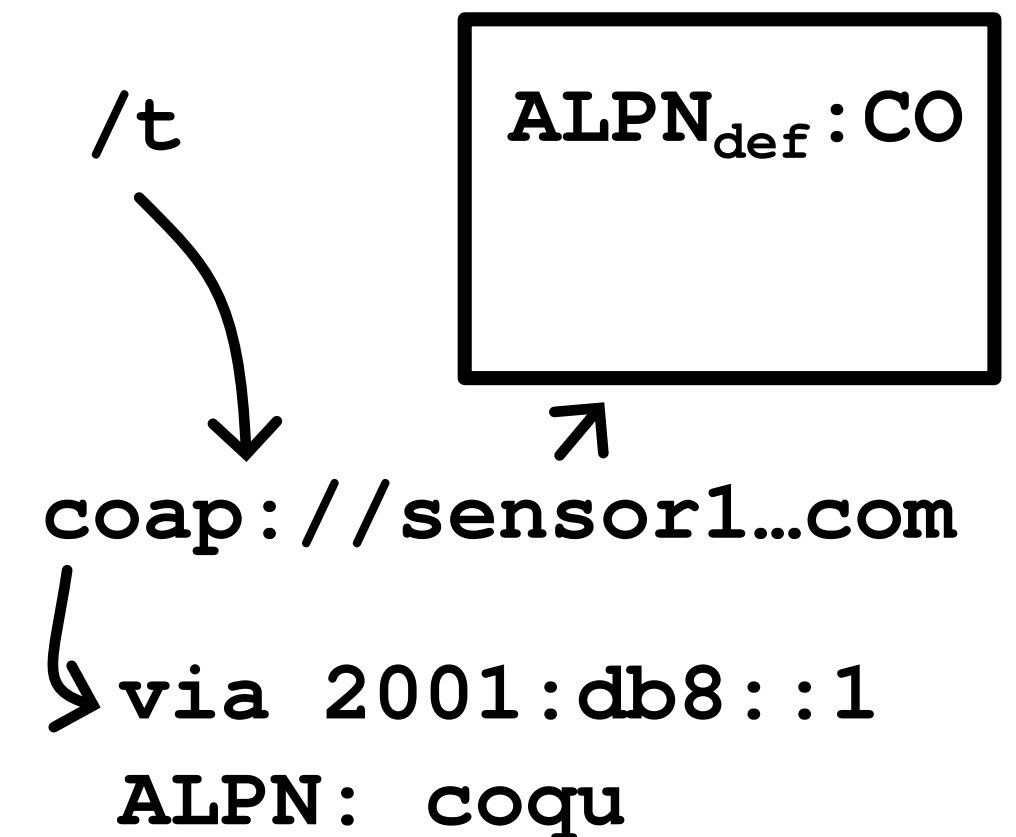 /t
ALPNdef:CO
coap://sensor1…com
via 2001:db8::1
ALPN: coqu